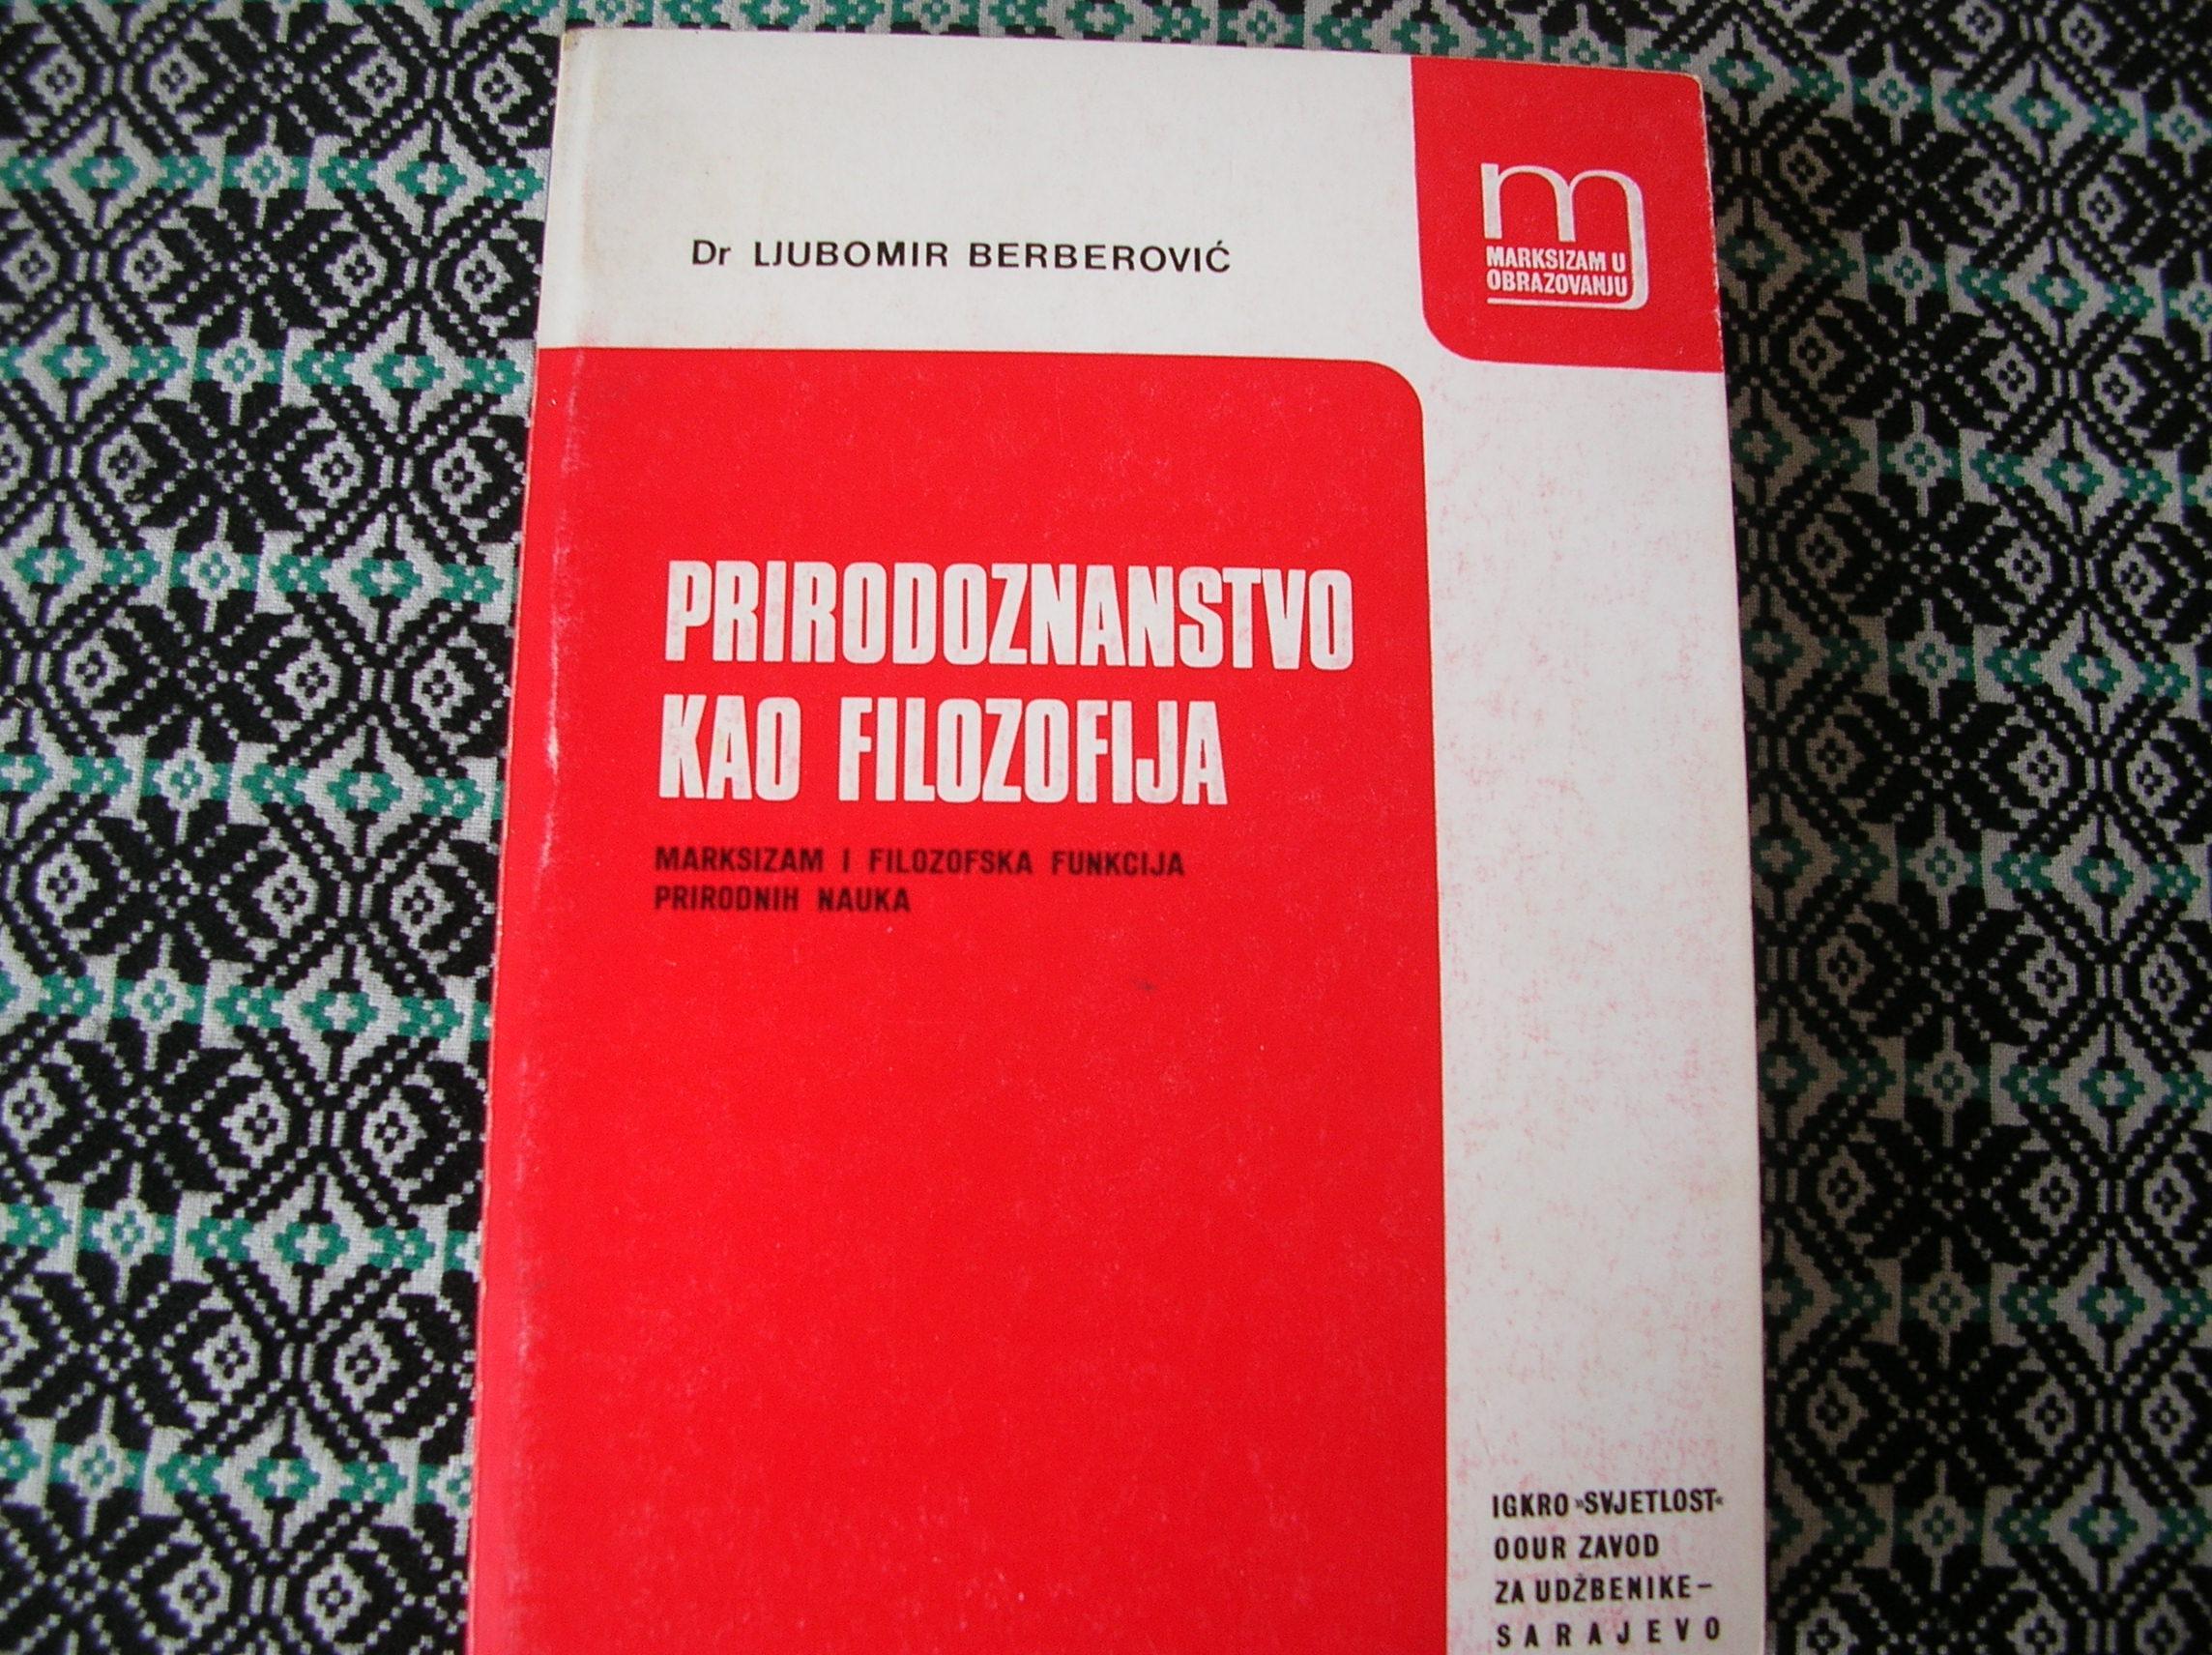 Dr LJUBOMIR BERBEROVIĆ
m
MARKSIZAM U
OBRAZOVANJU
PRIRODOZNANSTVO
KAO FILOZOFIJA
MARKSIZAM I FILOZOFSKA FUNKCIJA
PRIRODNIH NAUKA
IGKRO »SVJETLOST«
OOUR ZAVOD
ZA UDŽBENIKE–
SARAJEVO